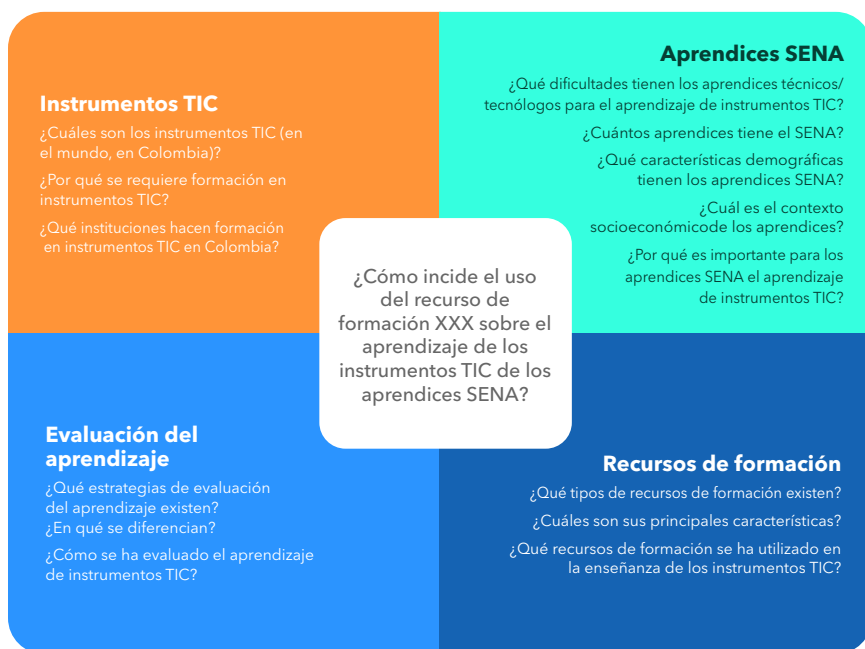 Instrumentos TIC
¿Cuáles son los instrumentos TIC (en
el mundo, en Colombia)?
¿Por qué se requiere formación en
instrumentos TIC?
¿Qué instituciones hacen formación
en instrumentos TIC en Colombia?
Aprendices SENA
¿Qué dificultades tienen los aprendices técnicos/
tecnólogos para el aprendizaje de instrumentos TIC?
¿Cuántos aprendices tiene el SENA?
¿Qué características demográficas
tienen los aprendices SENA?
¿Cuál es el contexto
socioeconómicode los aprendices?
¿Por qué es importante para los
aprendices SENA el aprendizaje
de instrumentos TIC?
¿Cómo incide el uso
del recurso de
formación XXX sobre el
aprendizaje de los
instrumentos TIC de los
aprendices SENA?
Evaluación del
aprendizaje
¿Qué estrategias de evaluación
del aprendizaje existen?
¿En qué se diferencian?
¿Cómo se ha evaluado el aprendizaje
de instrumentos TIC?
Recursos de formación
¿Qué tipos de recursos de formación existen?
¿Cuáles son sus principales características?
¿Qué recursos de formación se ha utilizado en
la enseñanza de los instrumentos TIC?